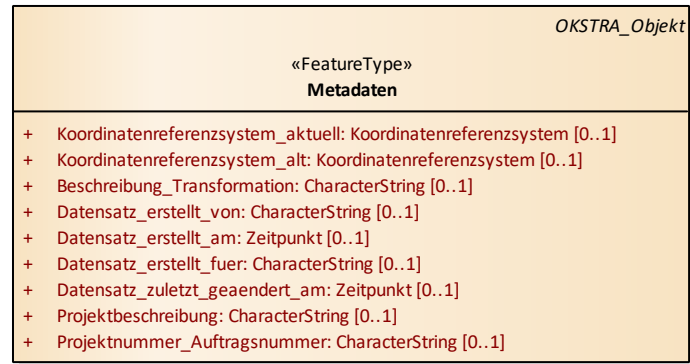 OKSTRA_Objekt
«FeatureType»
Metadaten
+ Koordinatenreferenzsystem_aktuell: Koordinatenreferenzsystem [0..1]
+ Koordinatenreferenzsystem_alt: Koordinatenreferenzsystem [0..1]
+ Beschreibung_Transformation: CharacterString [0..1]
+ Datensatz_erstellt_von: CharacterString [0..1]
+ Datensatz_erstellt_am: Zeitpunkt [0..1]
+ Datensatz_erstellt_fuer: CharacterString [0..1]
+ Datensatz_zuletzt_geaendert_am: Zeitpunkt [0..1]
+ Projektbeschreibung: CharacterString [0..1]
+ Projektnummer_Auftragsnummer: CharacterString [0..1]